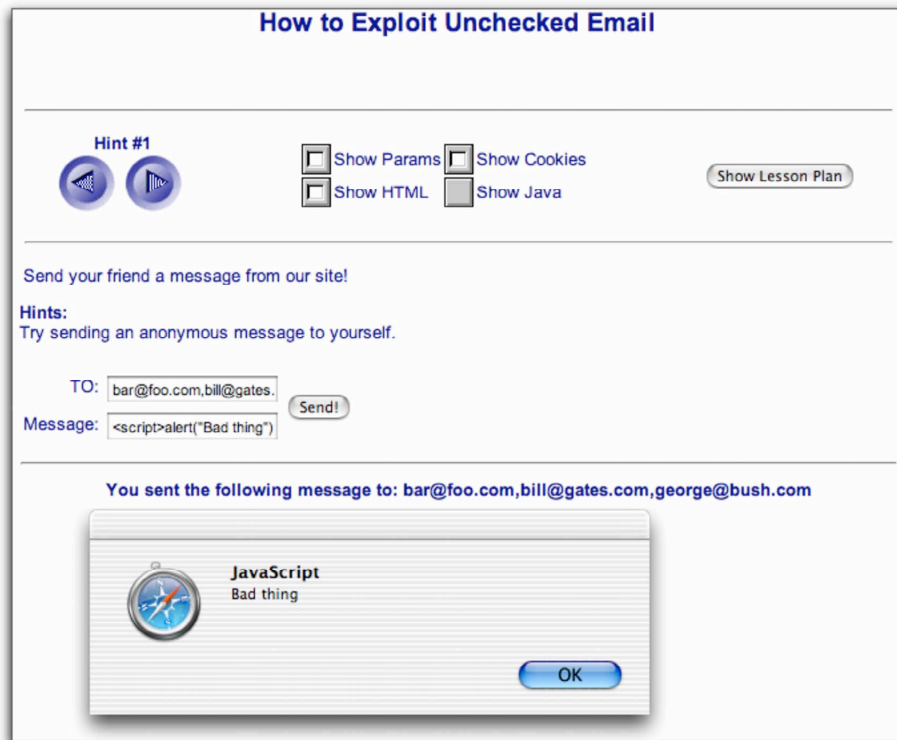 How to Exploit Unchecked Email
Hint #1
Show Params Show Cookies
Show HTML Show Java
Show Lesson Plan
Send your friend a message from our site!
Hints:
Try sending an anonymous message to yourself.
TO: bar@foo.com,bill@gates.
Send!
Message: <script>alert("Bad thing")
You sent the following message to: bar@foo.com,bill@gates.com,george@bush.com
JavaScript
Bad thing
OK